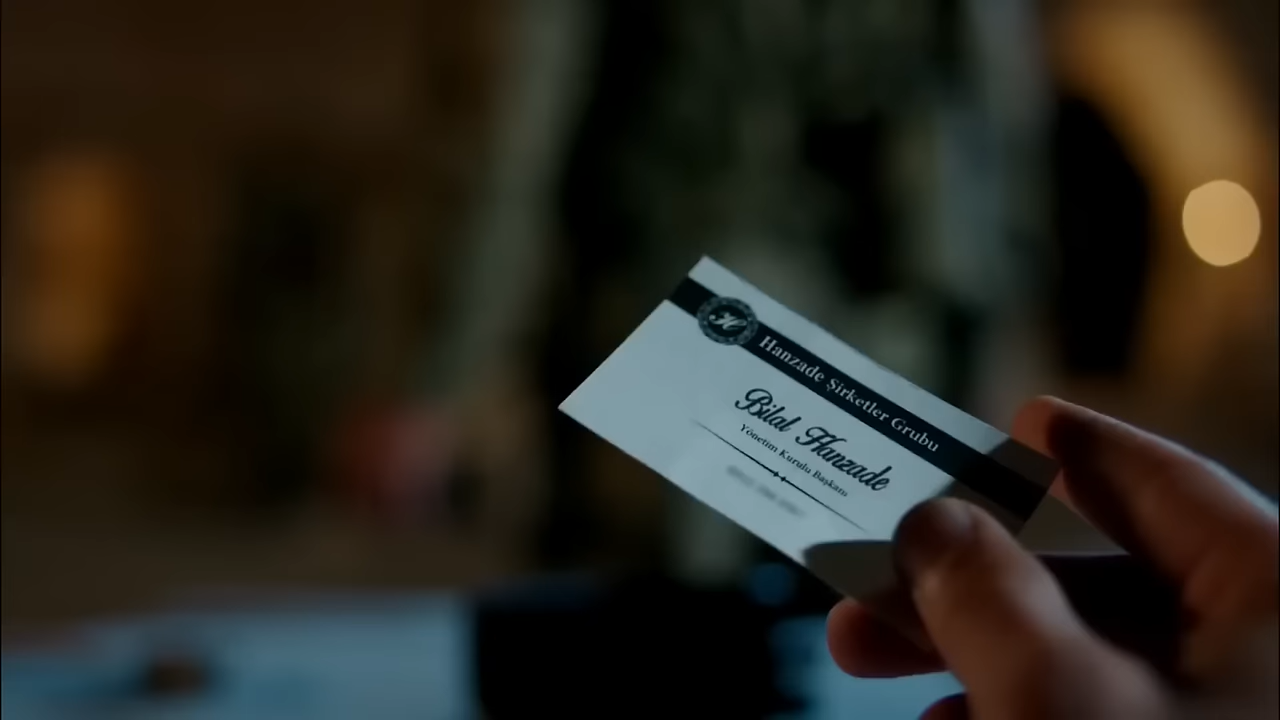 H
Hanzade Şirketler Grubu
Bilal Hanzade
Yönetim Kurulu Başkanı